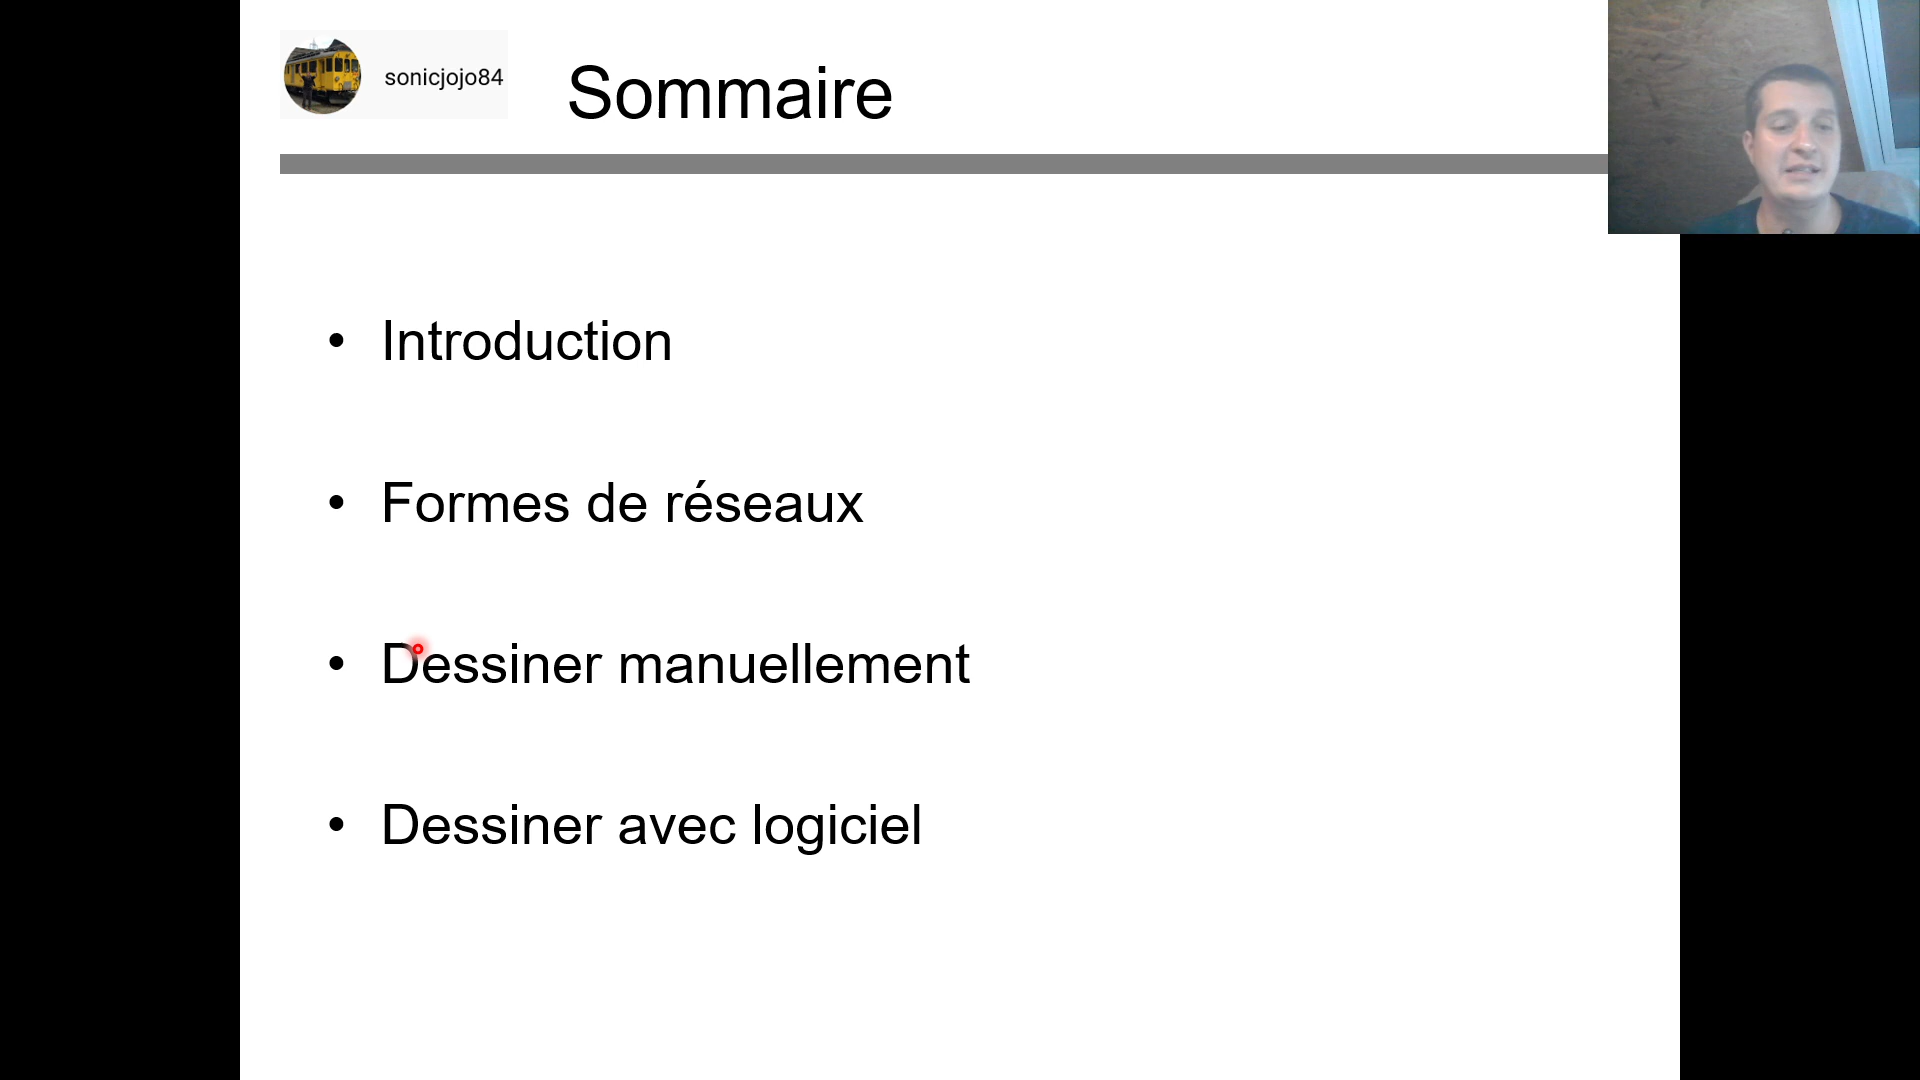 sonicjojo84
Sommaire
• Introduction
• Formes de réseaux
• Dessiner manuellement
• Dessiner avec logiciel